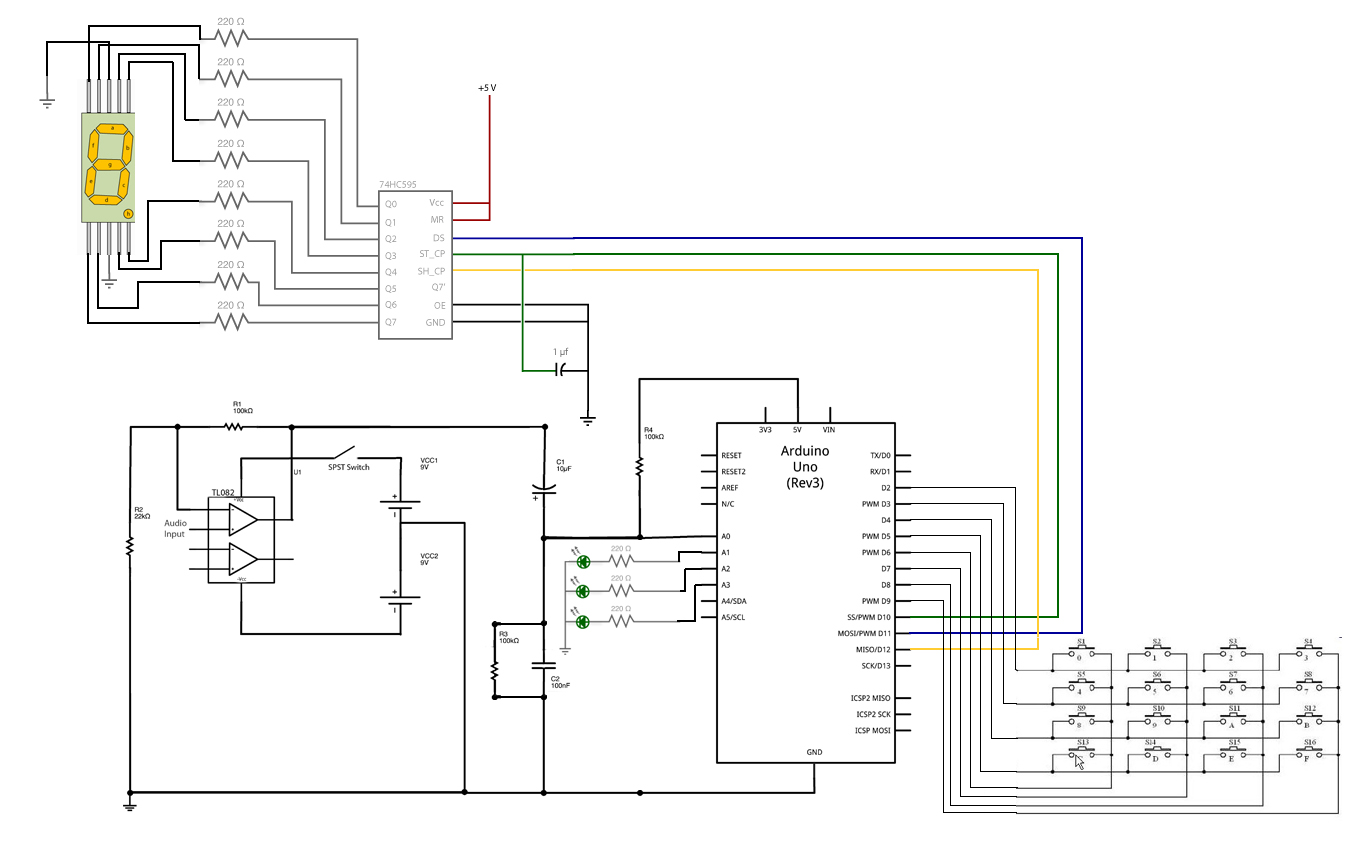 220 Ω
220 Ω
220 Ω
220 Ω
220 Ω
220 Ω
220 Ω
220 Ω
a
f
b
g
e
c
d
h
+5 V
74HC595
Q0
Q1
Q2
Q3
Q4
Q5
Q6
Q7
Vcc
MR
DS
ST_CP
SH_CP
Q7'
OE
GND
1 µf
R1
100kΩ
R2
22kΩ
Audio
Input
TL082
+Vcc
-Vcc
U1
SPST Switch
VCC1
9V
VCC2
9V
C1
10µF
R4
100kΩ
R3
100kΩ
C2
100nF
220 Ω
220 Ω
220 Ω
3V3
5V
VIN
Arduino
Uno
(Rev3)
RESET
RESET2
AREF
N/C
A0
A1
A2
A3
A4/SDA
A5/SCL
TX/D0
RX/D1
D2
PWM D3
D4
PWM D5
PWM D6
D7
D8
PWM D9
SS/PWM D10
MOSI/PWM D11
MISO/D12
SCK/D13
ICSP2 MISO
ICSP2 SCK
ICSP MOSI
GND
S1 S2 S3 S4
0 1 2 3
S5 S6 S7 S8
4 5 6 7
S9 S10 S11 S12
8 9 A B
S13 S14 S15 S16
D E F